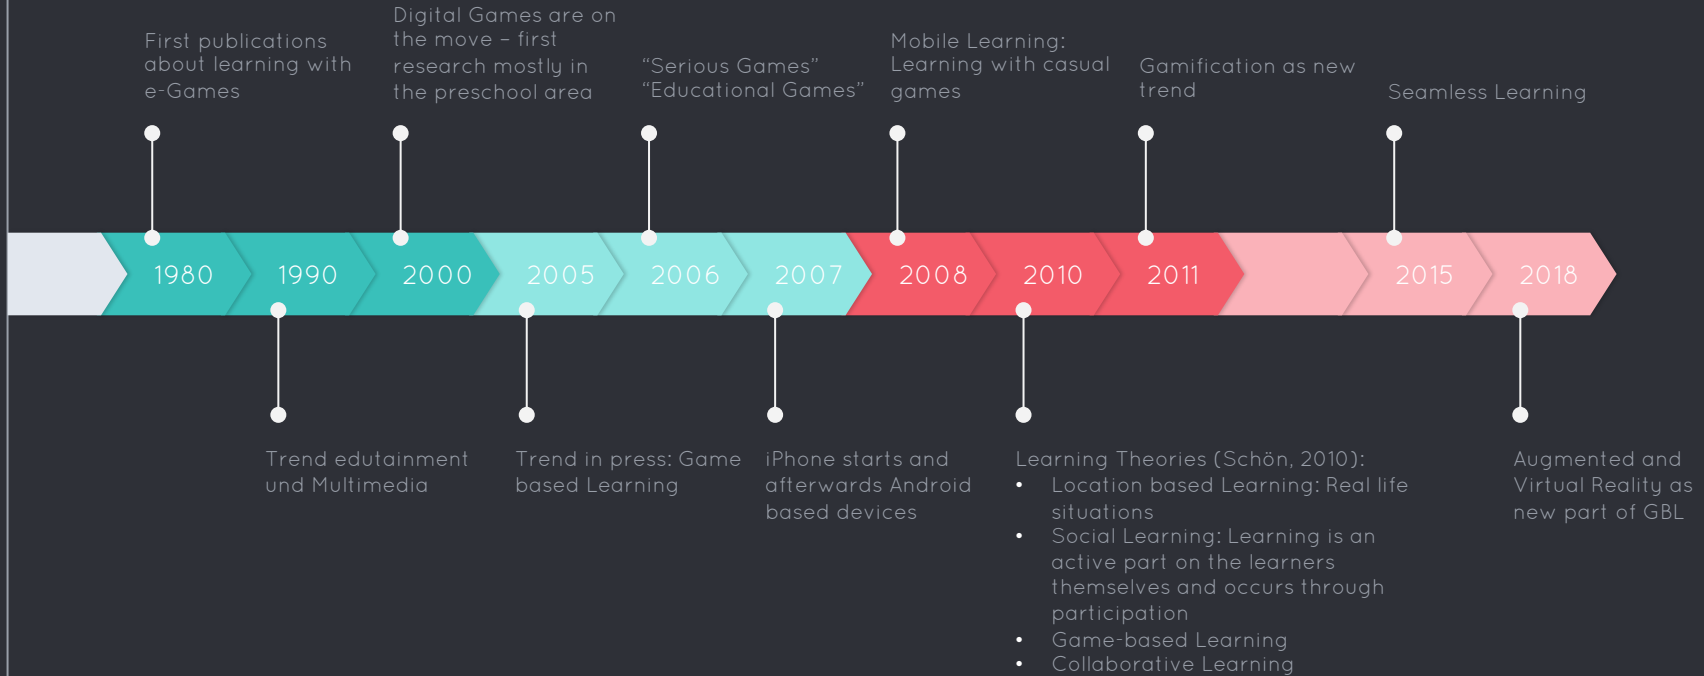 First publications
about learning with
e-Games
Digital Games are on
the move – first
research mostly in
the preschool area
“Serious Games”
“Educational Games”
Mobile Learning:
Learning with casual
games
Gamification as new
trend
Seamless Learning
1980
1990
2000
2005
2006
2007
2008
2010
2011
2015
2018
Trend edutainment
und Multimedia
Trend in press: Game
based Learning
iPhone starts and
afterwards Android
based devices
Learning Theories (Schön, 2010):
• Location based Learning: Real life
situations
• Social Learning: Learning is an
active part on the learners
themselves and occurs through
participation
• Game-based Learning
• Collaborative Learning
Augmented and
Virtual Reality as
new part of GBL